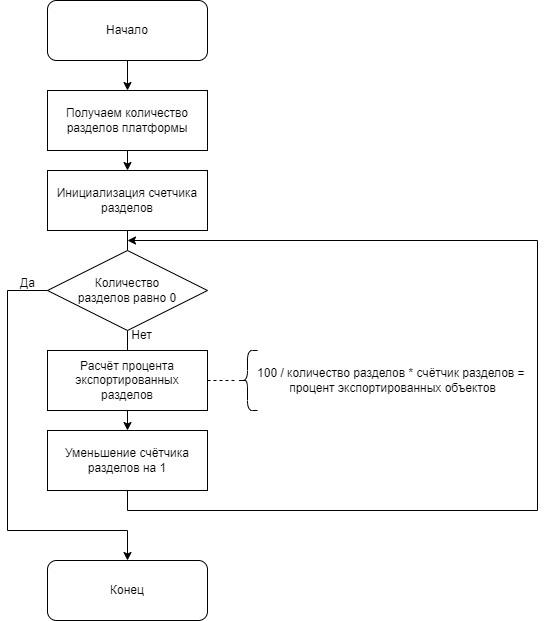 Начало
Получаем количество
разделов платформы
Инициализация счетчика
разделов
Да
Количество
разделов равно 0
Нет
Расчёт процента
экспортированных
разделов
100 / количество разделов * счётчик разделов =
процент экспортированных объектов
Уменьшение счётчика
разделов на 1
Конец